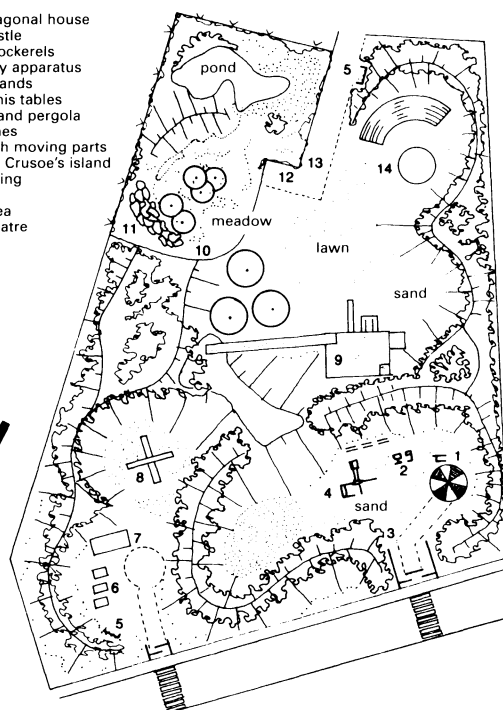 agonal house
stle
ockerels
y apparatus
ands
nis tables
and pergola
nes
h moving parts
Crusoe's island
ing
ea
atre
pond
5
13
12
14
meadow
11
10
lawn
sand
9
1
2
8
4
sand
3
7
6
5